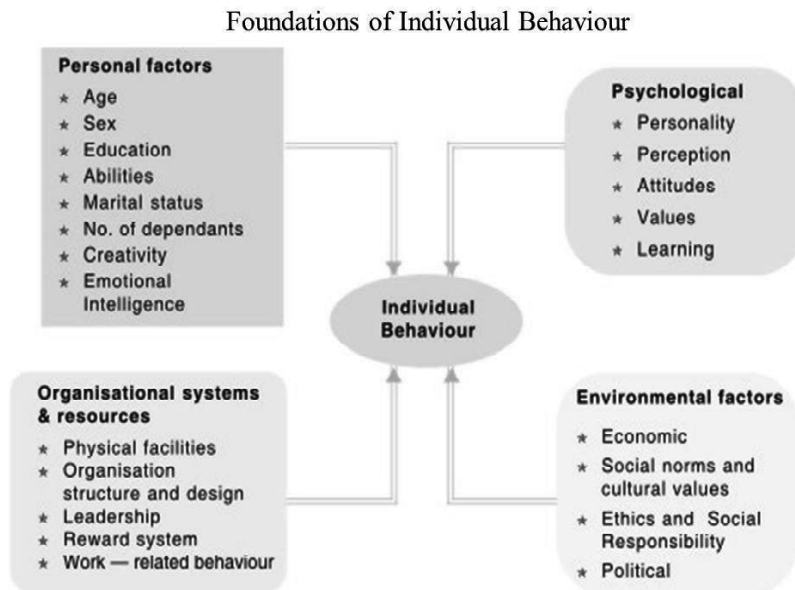 Foundations of Individual Behaviour
Personal factors
★ Age
★ Sex
★ Education
★ Abilities
★ Marital status
★ No. of dependants
★ Creativity
★ Emotional
Intelligence
Psychological
★ Personality
★ Perception
★ Attitudes
★ Values
★ Learning
Individual
Behaviour
Organisational systems
& resources
★ Physical facilities
★ Organisation
structure and design
★ Leadership
★ Reward system
★ Work — related behaviour
Environmental factors
★ Economic
★ Social norms and
cultural values
★ Ethics and Social
Responsibility
★ Political